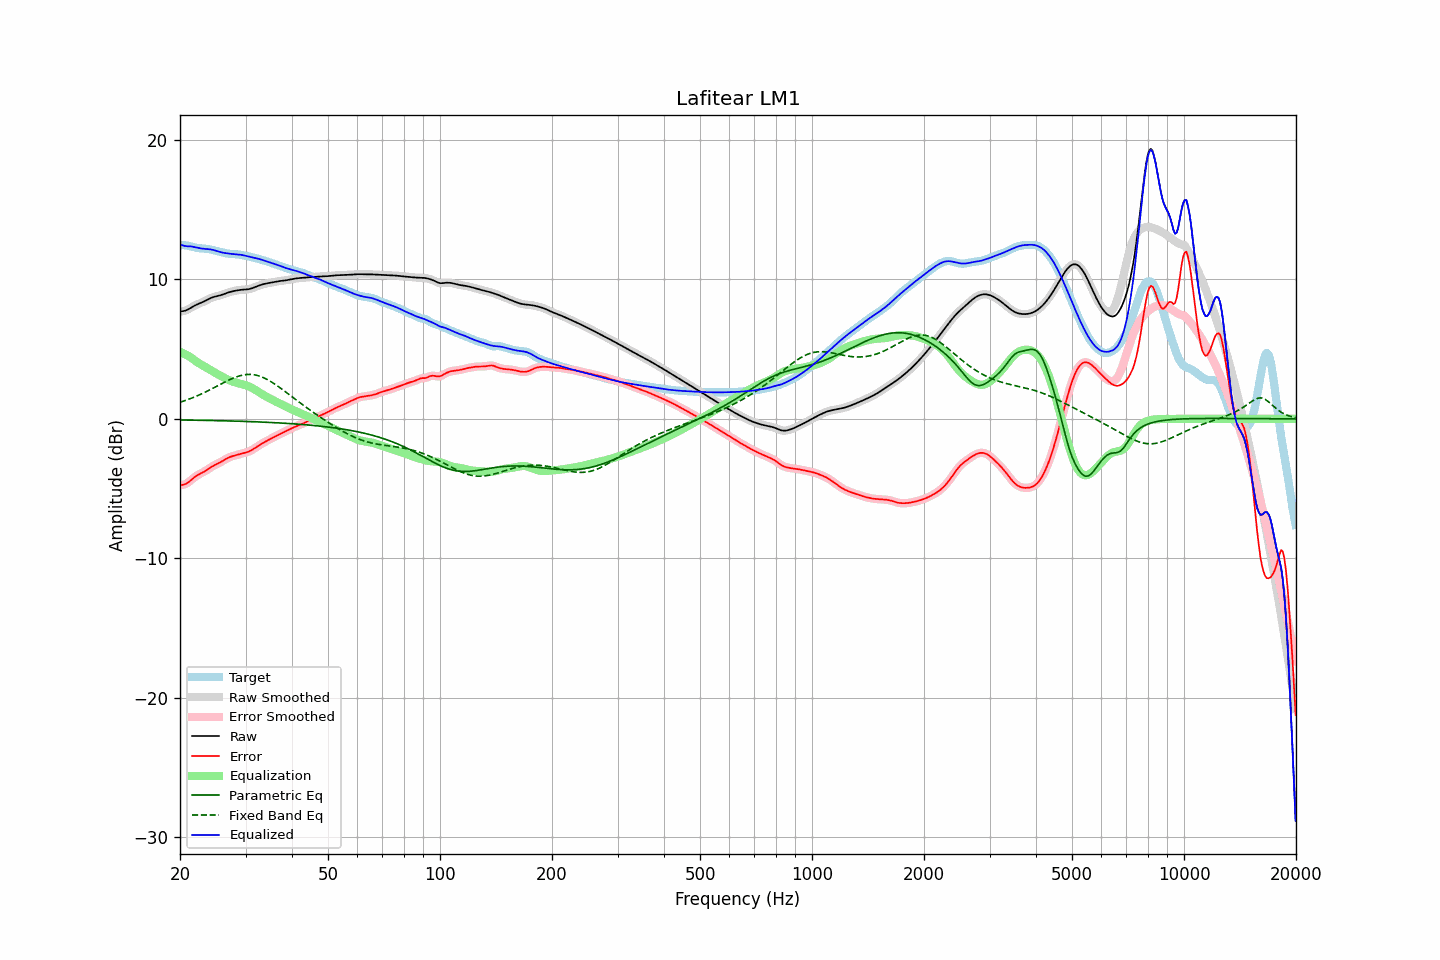 Lafitear LM1
20
10
0
−10
−20
−30
Amplitude (dBr)
Target
Raw Smoothed
Error Smoothed
Raw
Error
Equalization
Parametric Eq
Fixed Band Eq
Equalized
20 50 100 200 500 1000 2000 5000 10000 20000
Frequency (Hz)